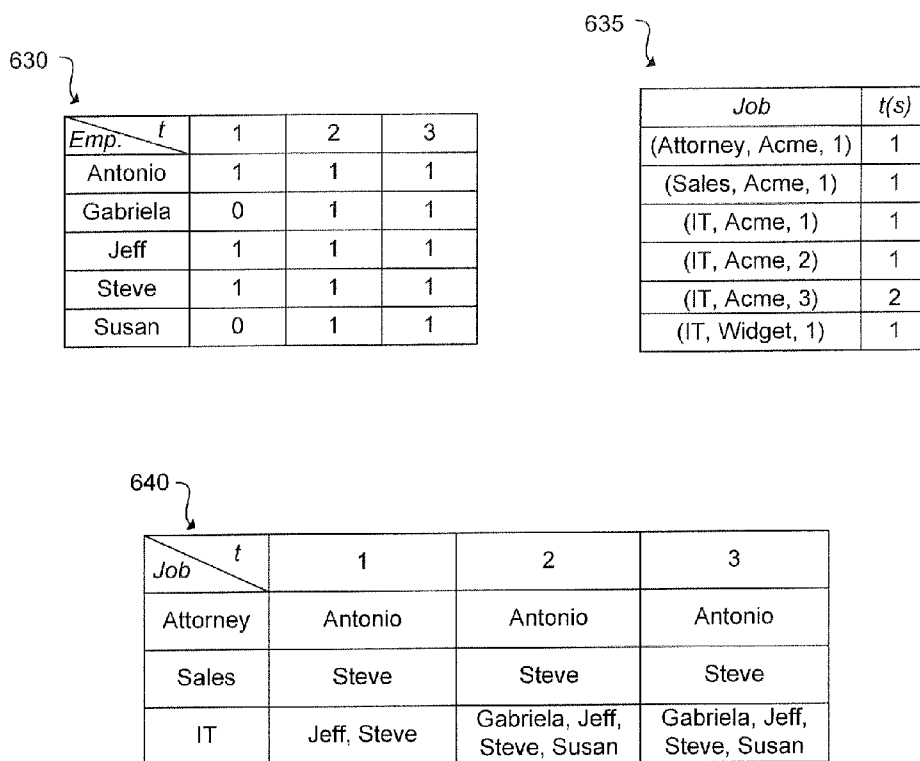 630
Emp. t 1 2 3
Antonio 1 1 1
Gabriela 0 1 1
Jeff 1 1 1
Steve 1 1 1
Susan 0 1 1
635
Job t(s)
(Attorney, Acme, 1) 1
(Sales, Acme, 1) 1
(IT, Acme, 1) 1
(IT, Acme, 2) 1
(IT, Acme, 3) 2
(IT, Widget, 1) 1
640
Job t 1 2 3
Attorney Antonio Antonio Antonio
Sales Steve Steve Steve
IT Jeff, Steve Gabriela, Jeff, Steve, Susan Gabriela, Jeff, Steve, Susan